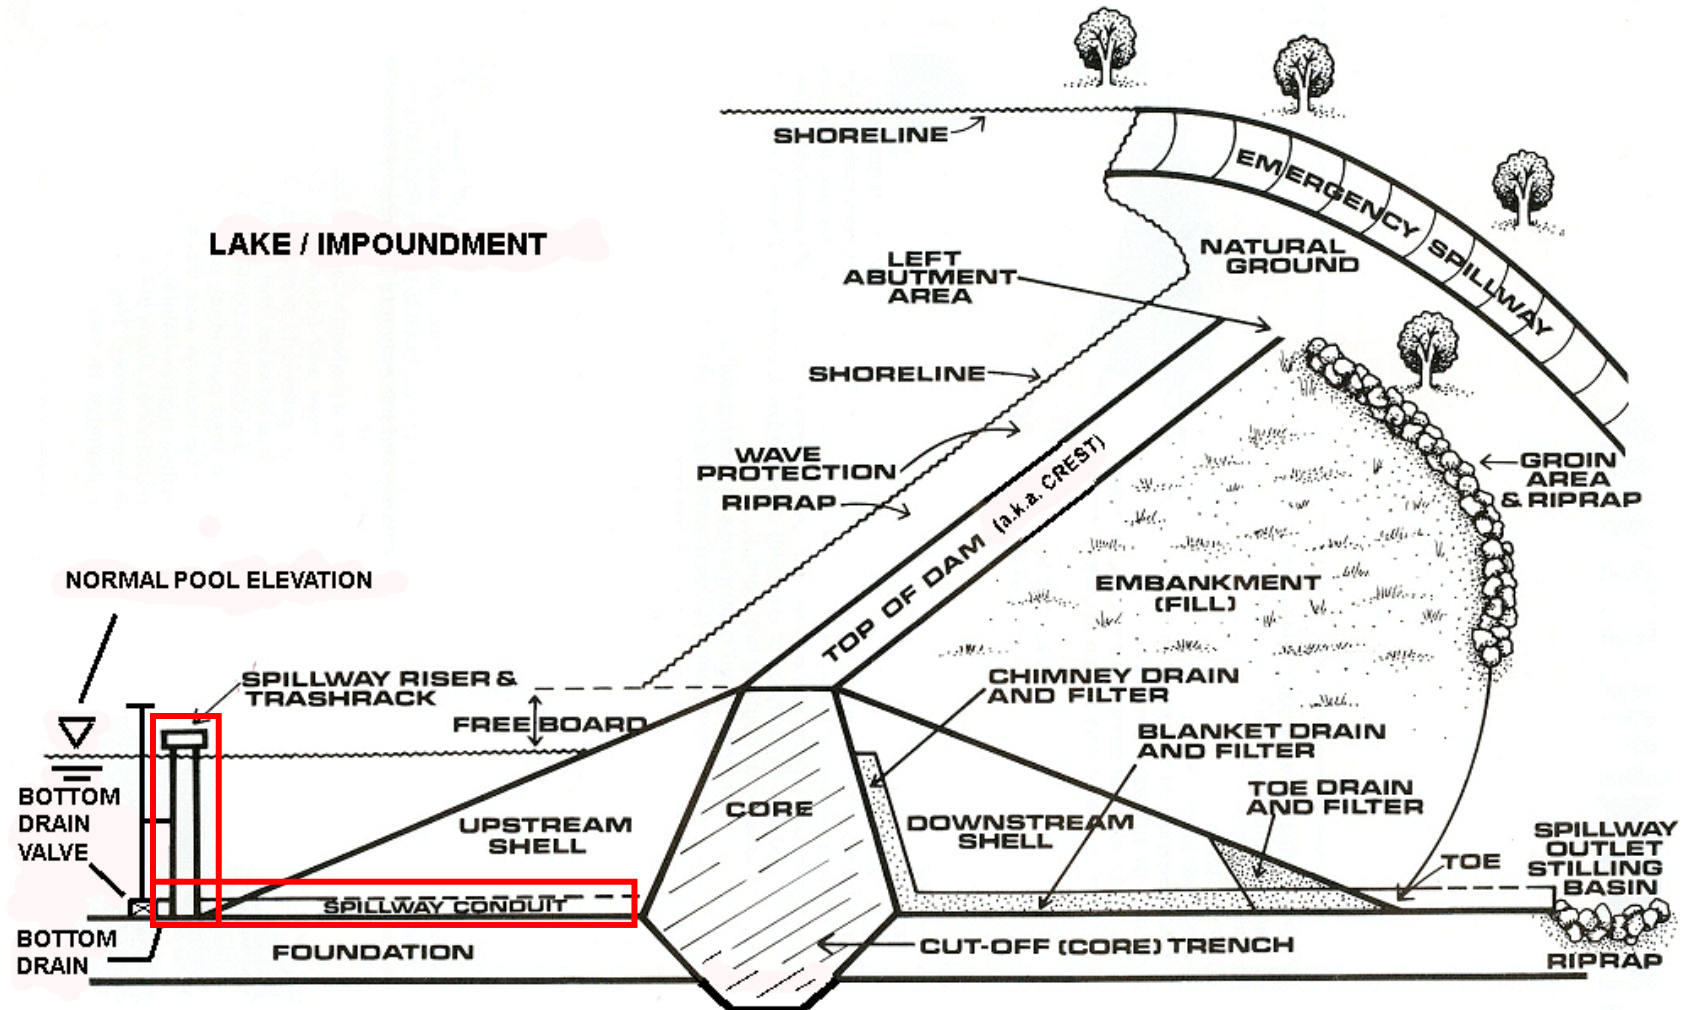 SHORELINE
EMERGENCY SPILLWAY
LAKE / IMPOUNDMENT
NATURAL
GROUND
LEFT
ABUTMENT
AREA
SHORELINE
WAVE
PROTECTION
RIPRAP
TOP OF DAM (a.k.a. CREST)
GROIN
AREA
& RIPRAP
NORMAL POOL ELEVATION
EMBANKMENT
(FILL)
SPILLWAY RISER &
TRASHRACK
FREEBOARD
CHIMNEY DRAIN
AND FILTER
BLANKET DRAIN
AND FILTER
TOE DRAIN
AND FILTER
BOTTOM
DRAIN
VALVE
UPSTREAM
SHELL
CORE
DOWNSTREAM
SHELL
SPILLWAY
OUTLET
STILLING
BASIN
TOE
SPILLWAY CONDUIT
BOTTOM
DRAIN
FOUNDATION
CUT-OFF (CORE) TRENCH
RIPRAP